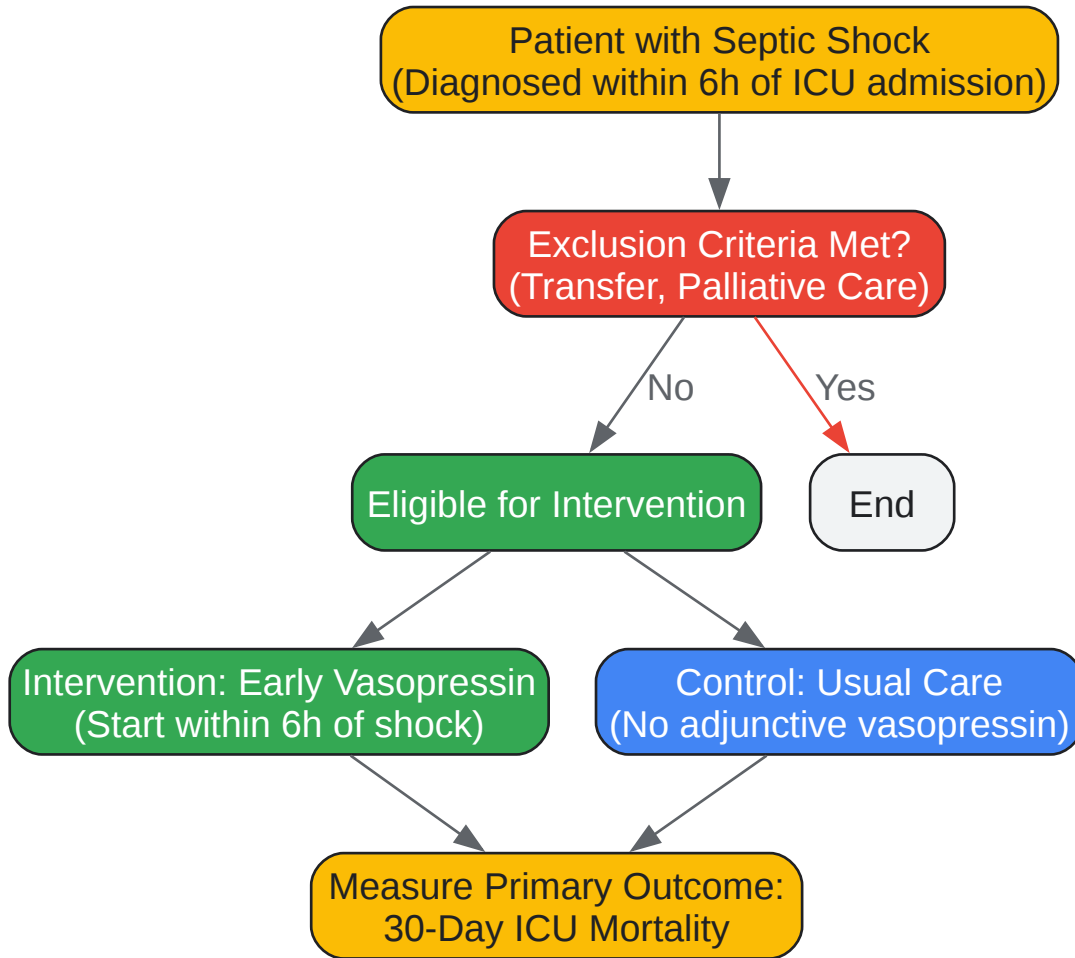 Patient with Septic Shock
(Diagnosed within 6h of ICU admission)
Exclusion Criteria Met?
(Transfer, Palliative Care)
No
Yes
Eligible for Intervention
End
Intervention: Early Vasopressin
(Start within 6h of shock)
Control: Usual Care
(No adjunctive vasopressin)
Measure Primary Outcome:
30-Day ICU Mortality